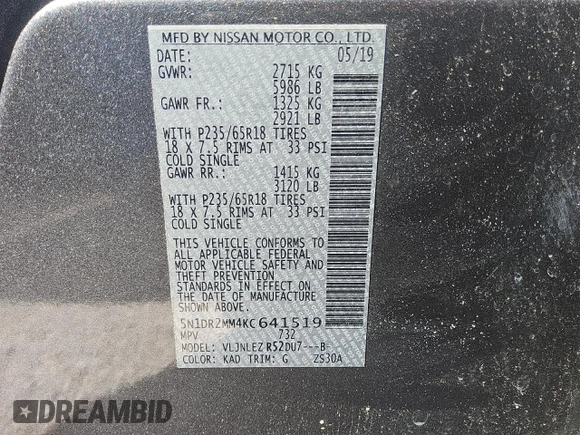 MFD BY NISSAN MOTOR CO., LTD.
DATE: 05/19
GVWR: 2715 KG
5986 LB
GAWR FR.: 1325 KG
2921 LB
WITH P235/65R18 TIRES
18 X 7.5 RIMS AT 33 PSI
COLD SINGLE
GAWR RR.: 1415 KG
3120 LB
WITH P235/65R18 TIRES
18 X 7.5 RIMS AT 33 PSI
COLD SINGLE
THIS VEHICLE CONFORMS TO
ALL APPLICABLE FEDERAL
MOTOR VEHICLE SAFETY AND
THEFT PREVENTION
STANDARDS IN EFFECT ON
THE DATE OF MANUFACTURE
SHOWN ABOVE.
5N1DR2MM4KC641519
MPV 732
MODEL: VLJNLEZ R52DU7---B-
COLOR: KAD TRIM: G ZS30A
DREAMBID